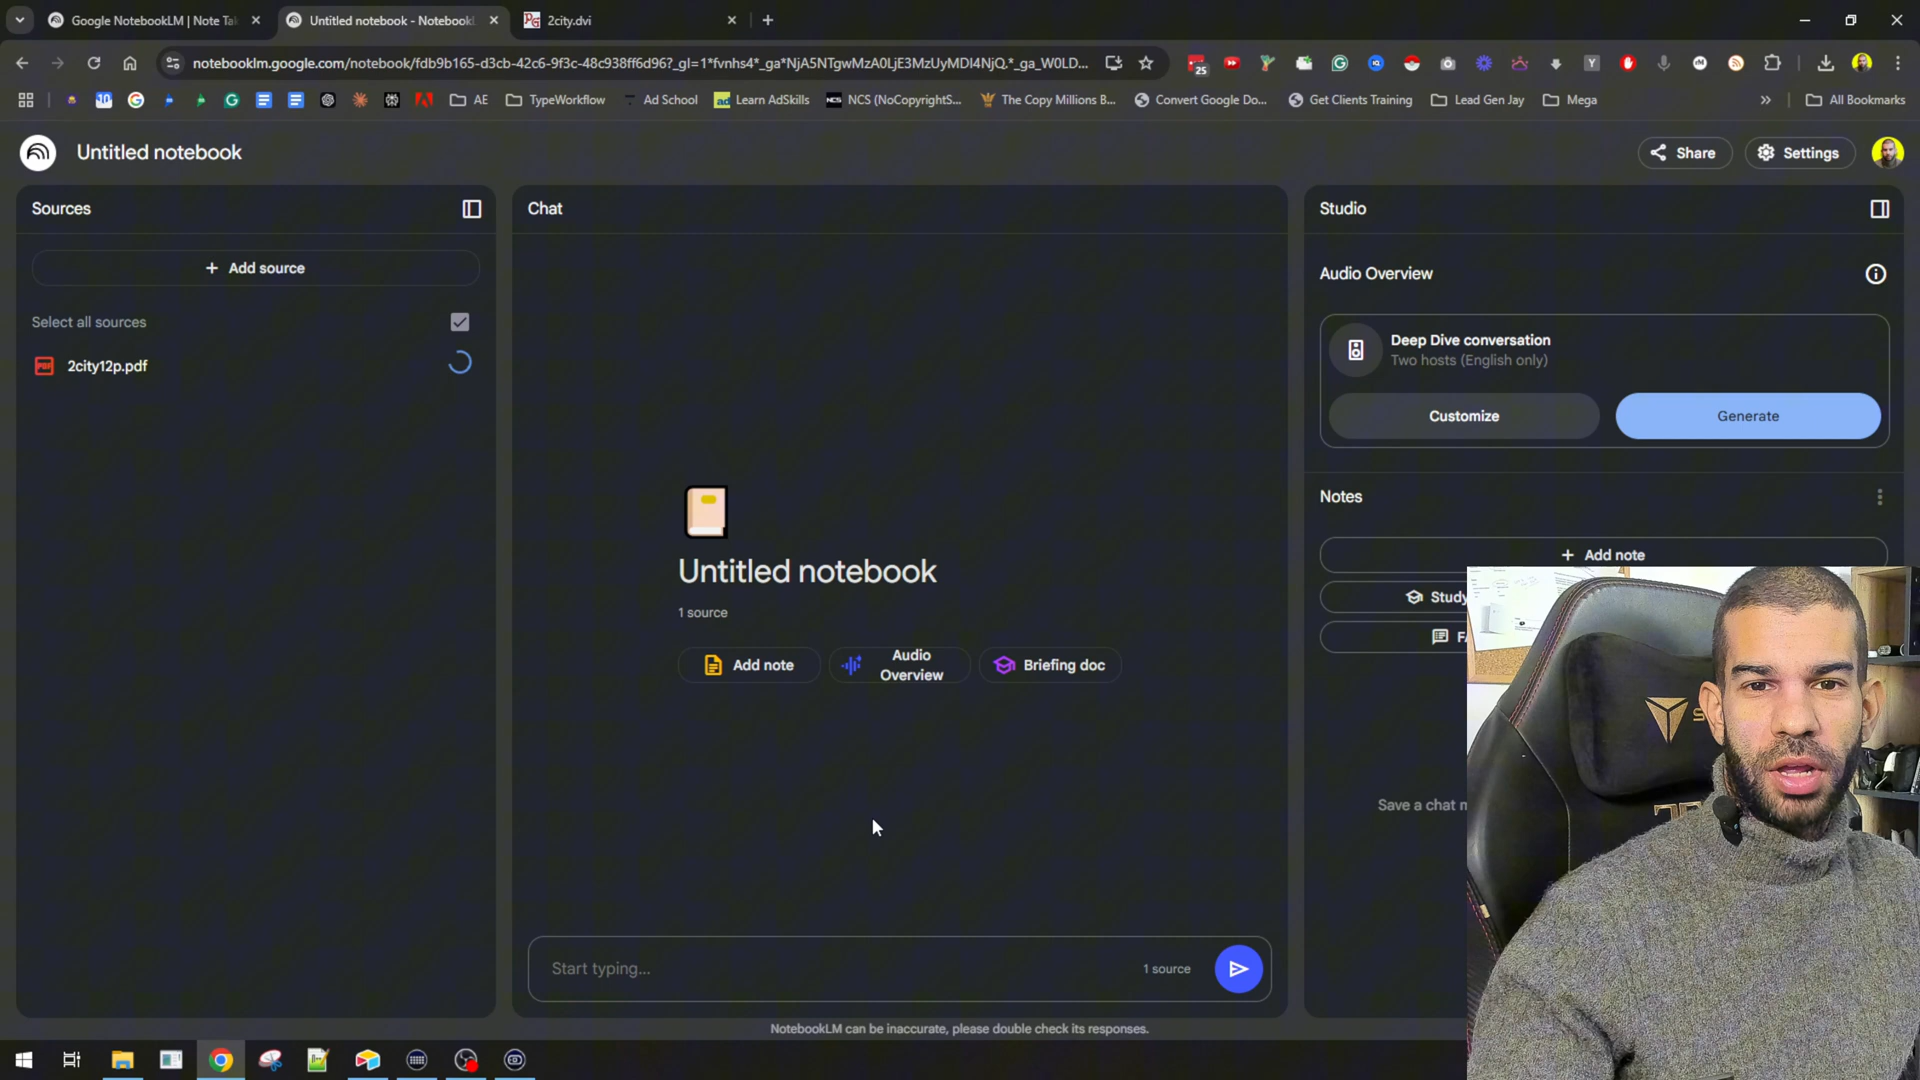 Google NotebookLM | Note Ta
Untitled notebook - Notebook
2city.dvi
notebooklm.google.com/notebook/fdb9b165-d3cb-42c6-9f3c-48c938ff6d96?_gl=1*fvnhs4*_ga*NjA5NTgwMzA0LjE3MzUyMDI4NjQ.*_ga_W0LD...
25
AE
TypeWorkflow
Ad School
Learn AdSkills
NCS (NoCopyrightS...
The Copy Millions B...
Convert Google Do...
Get Clients Training
Lead Gen Jay
Mega
All Bookmarks
Untitled notebook
Share
Settings
Sources
Chat
Studio
+ Add source
Audio Overview
Select all sources
Deep Dive conversation
Two hosts (English only)
2city12p.pdf
Customize
Generate
Notes
+ Add note
Untitled notebook
Study
1 source
FA
Add note
Audio
Overview
Briefing doc
Save a chat m
Start typing...
1 source
NotebookLM can be inaccurate, please double check its responses.